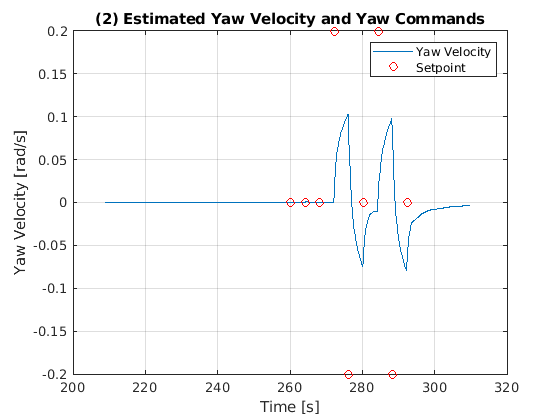 (2) Estimated Yaw Velocity and Yaw Commands
Yaw Velocity
Setpoint
Yaw Velocity [rad/s]
0.2
0.15
0.1
0.05
0
-0.05
-0.1
-0.15
-0.2
200 220 240 260 280 300 320
Time [s]